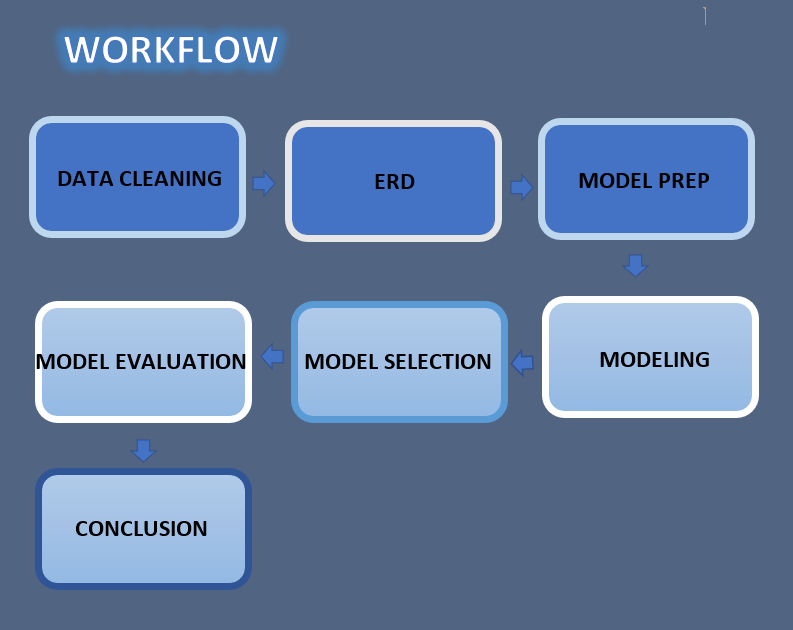 WORKFLOW
DATA CLEANING
ERD
MODEL PREP
MODELING
MODEL SELECTION
MODEL EVALUATION
CONCLUSION